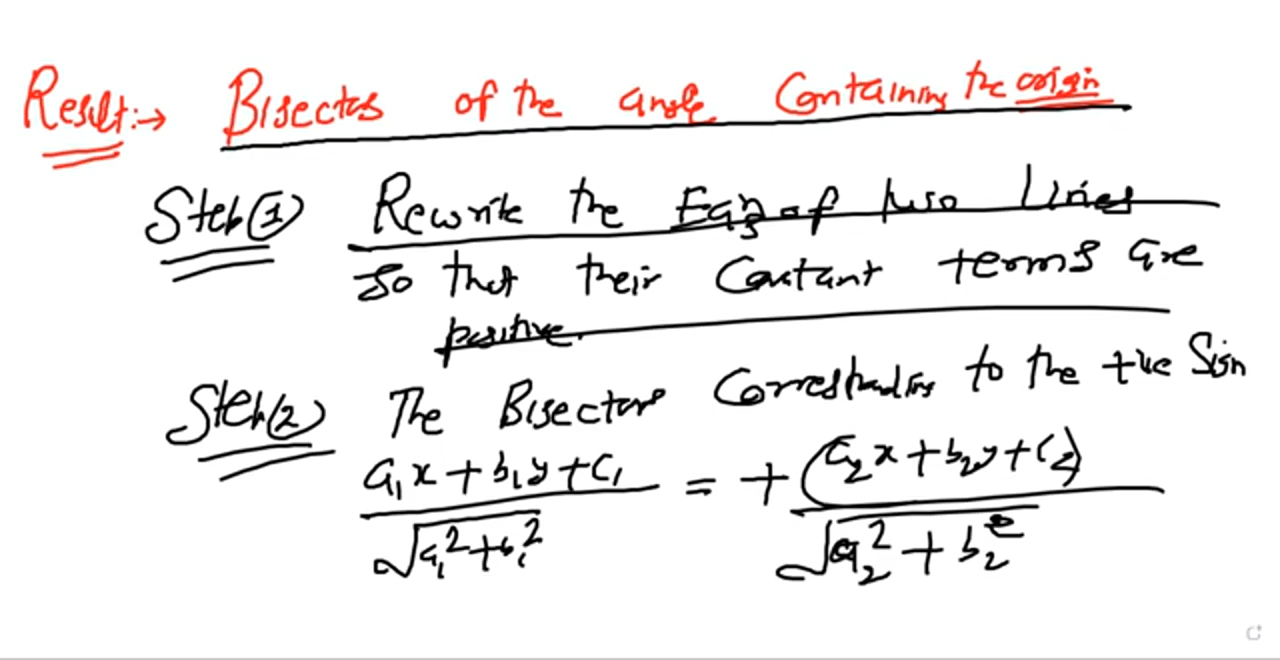 Result:→ Bisectors of the angle Containing the origin
Step(1) Rewrite the Eqns of two Lines
so that their Constant terms are
positive.
Step(2) The Bisectors Corresponding to the +ve Sign
a₁x+b₁y+c₁ / √a₁²+b₁² = +(a₂x+b₂y+c₂) / √a₂²+b₂²